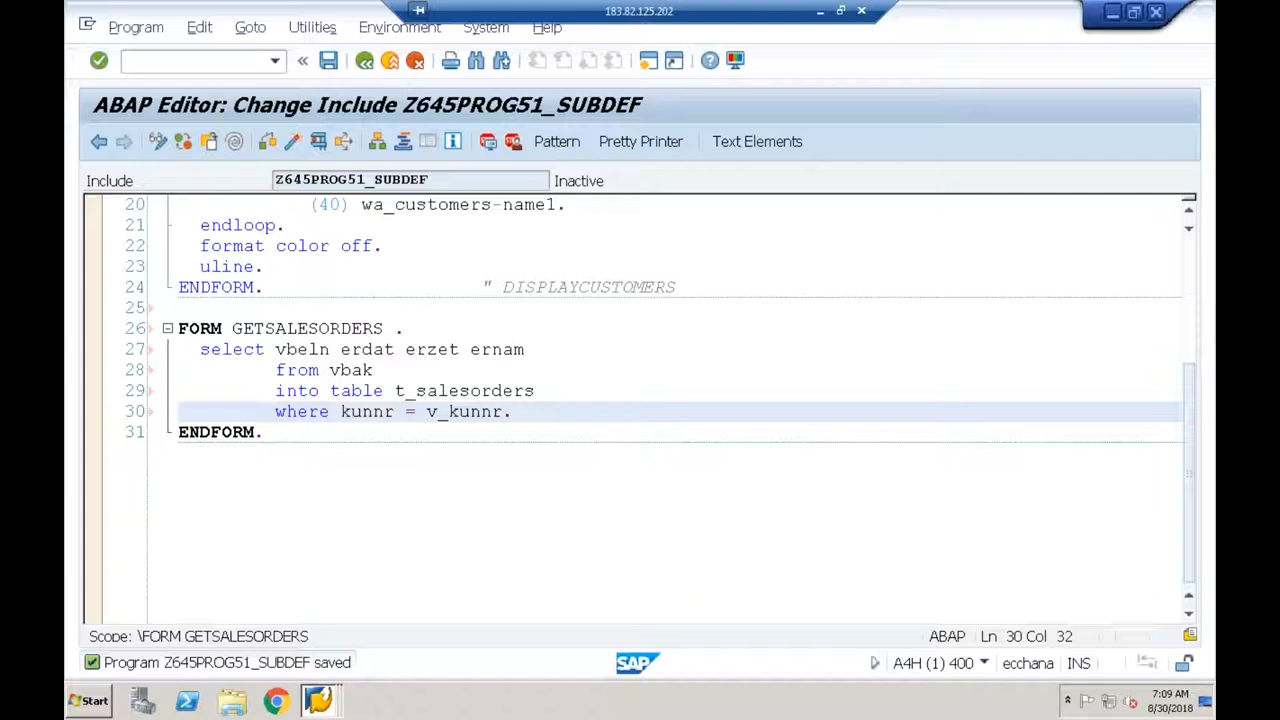 183.82.125.202
Program Edit Goto Utilities Environment System Help
ABAP Editor: Change Include Z645PROG51_SUBDEF
Pattern Pretty Printer Text Elements
Include Z645PROG51_SUBDEF Inactive
20 (40) wa_customers-name1.
21 endloop.
22 format color off.
23 uline.
24 ENDFORM. " DISPLAYCUSTOMERS
25
26 FORM GETSALESORDERS .
27 select vbeln erdat erzet ernam
28 from vbak
29 into table t_salesorders
30 where kunnr = v_kunnr.
31 ENDFORM.
Scope: \FORM GETSALESORDERS ABAP Ln 30 Col 32
Program Z645PROG51_SUBDEF saved SAP A4H (1) 400 ecchana INS
Start 7:09 AM
8/30/2018